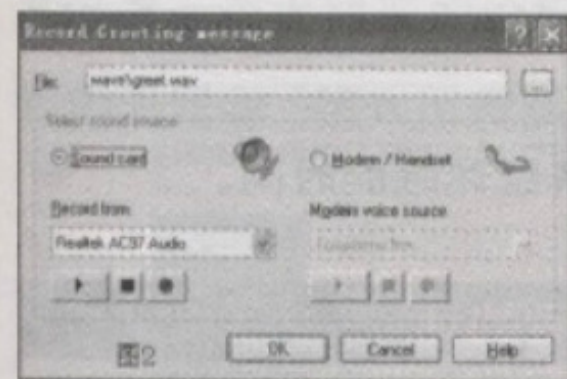 Record Greeting message
File: wavs\greet.wav ...
Select sound source
Sound card
Modem / Handset
Record from
Modem voice source
Realtek AC97 Audio
图2
OK Cancel Help